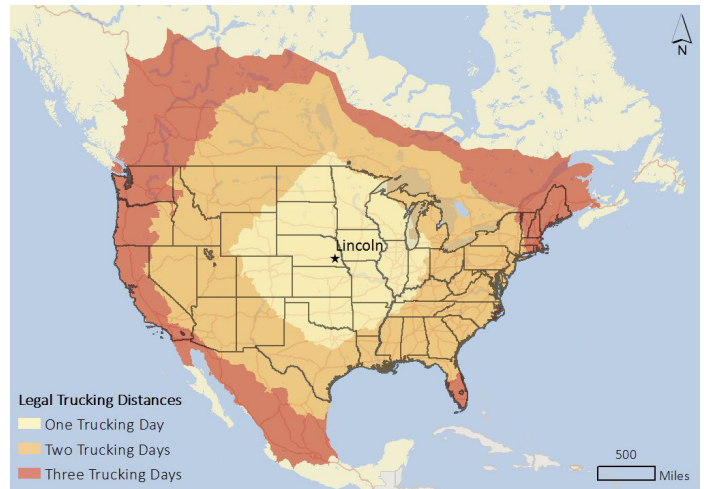 N
Lincoln
Legal Trucking Distances
One Trucking Day
Two Trucking Days
Three Trucking Days
500
Miles